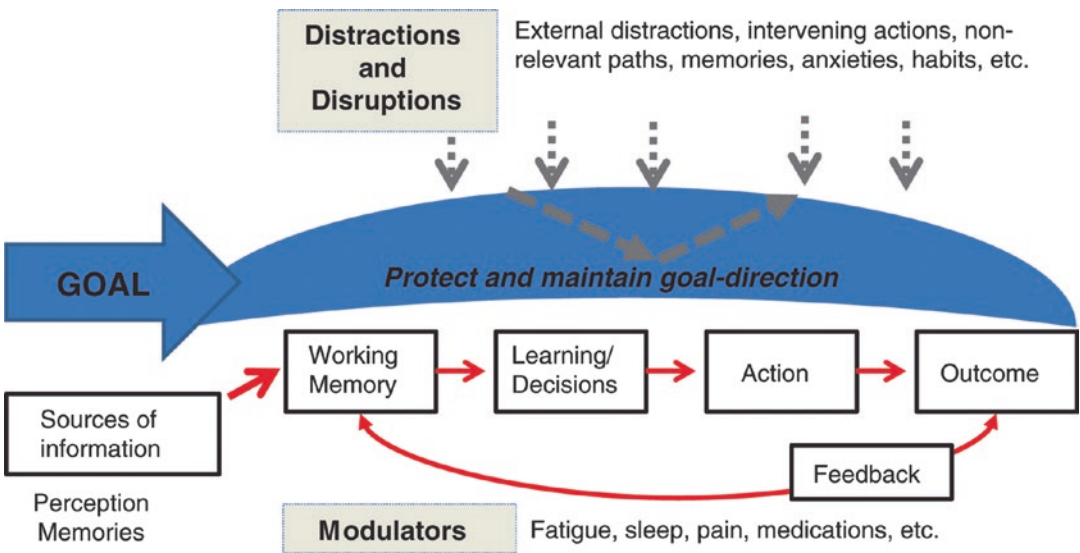 Distractions
and
Disruptions
External distractions, intervening actions, non-
relevant paths, memories, anxieties, habits, etc.
GOAL
Protect and maintain goal-direction
Working
Memory
Learning/
Decisions
Action
Outcome
Sources of
information
Perception
Memories
Feedback
Modulators
Fatigue, sleep, pain, medications, etc.